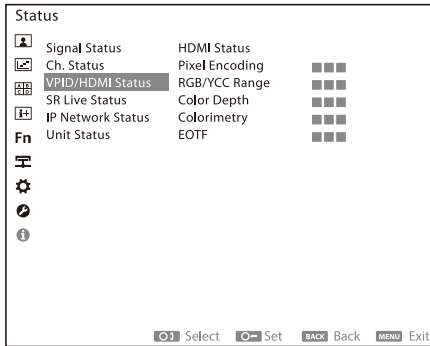 Status
Signal Status
Ch. Status
VPID/HDMI Status
SR Live Status
IP Network Status
Unit Status
HDMI Status
Pixel Encoding
RGB/YCC Range
Color Depth
Colorimetry
EOTF
A B
C D
i+
Fn
i
Select Set BACK Back MENU Exit